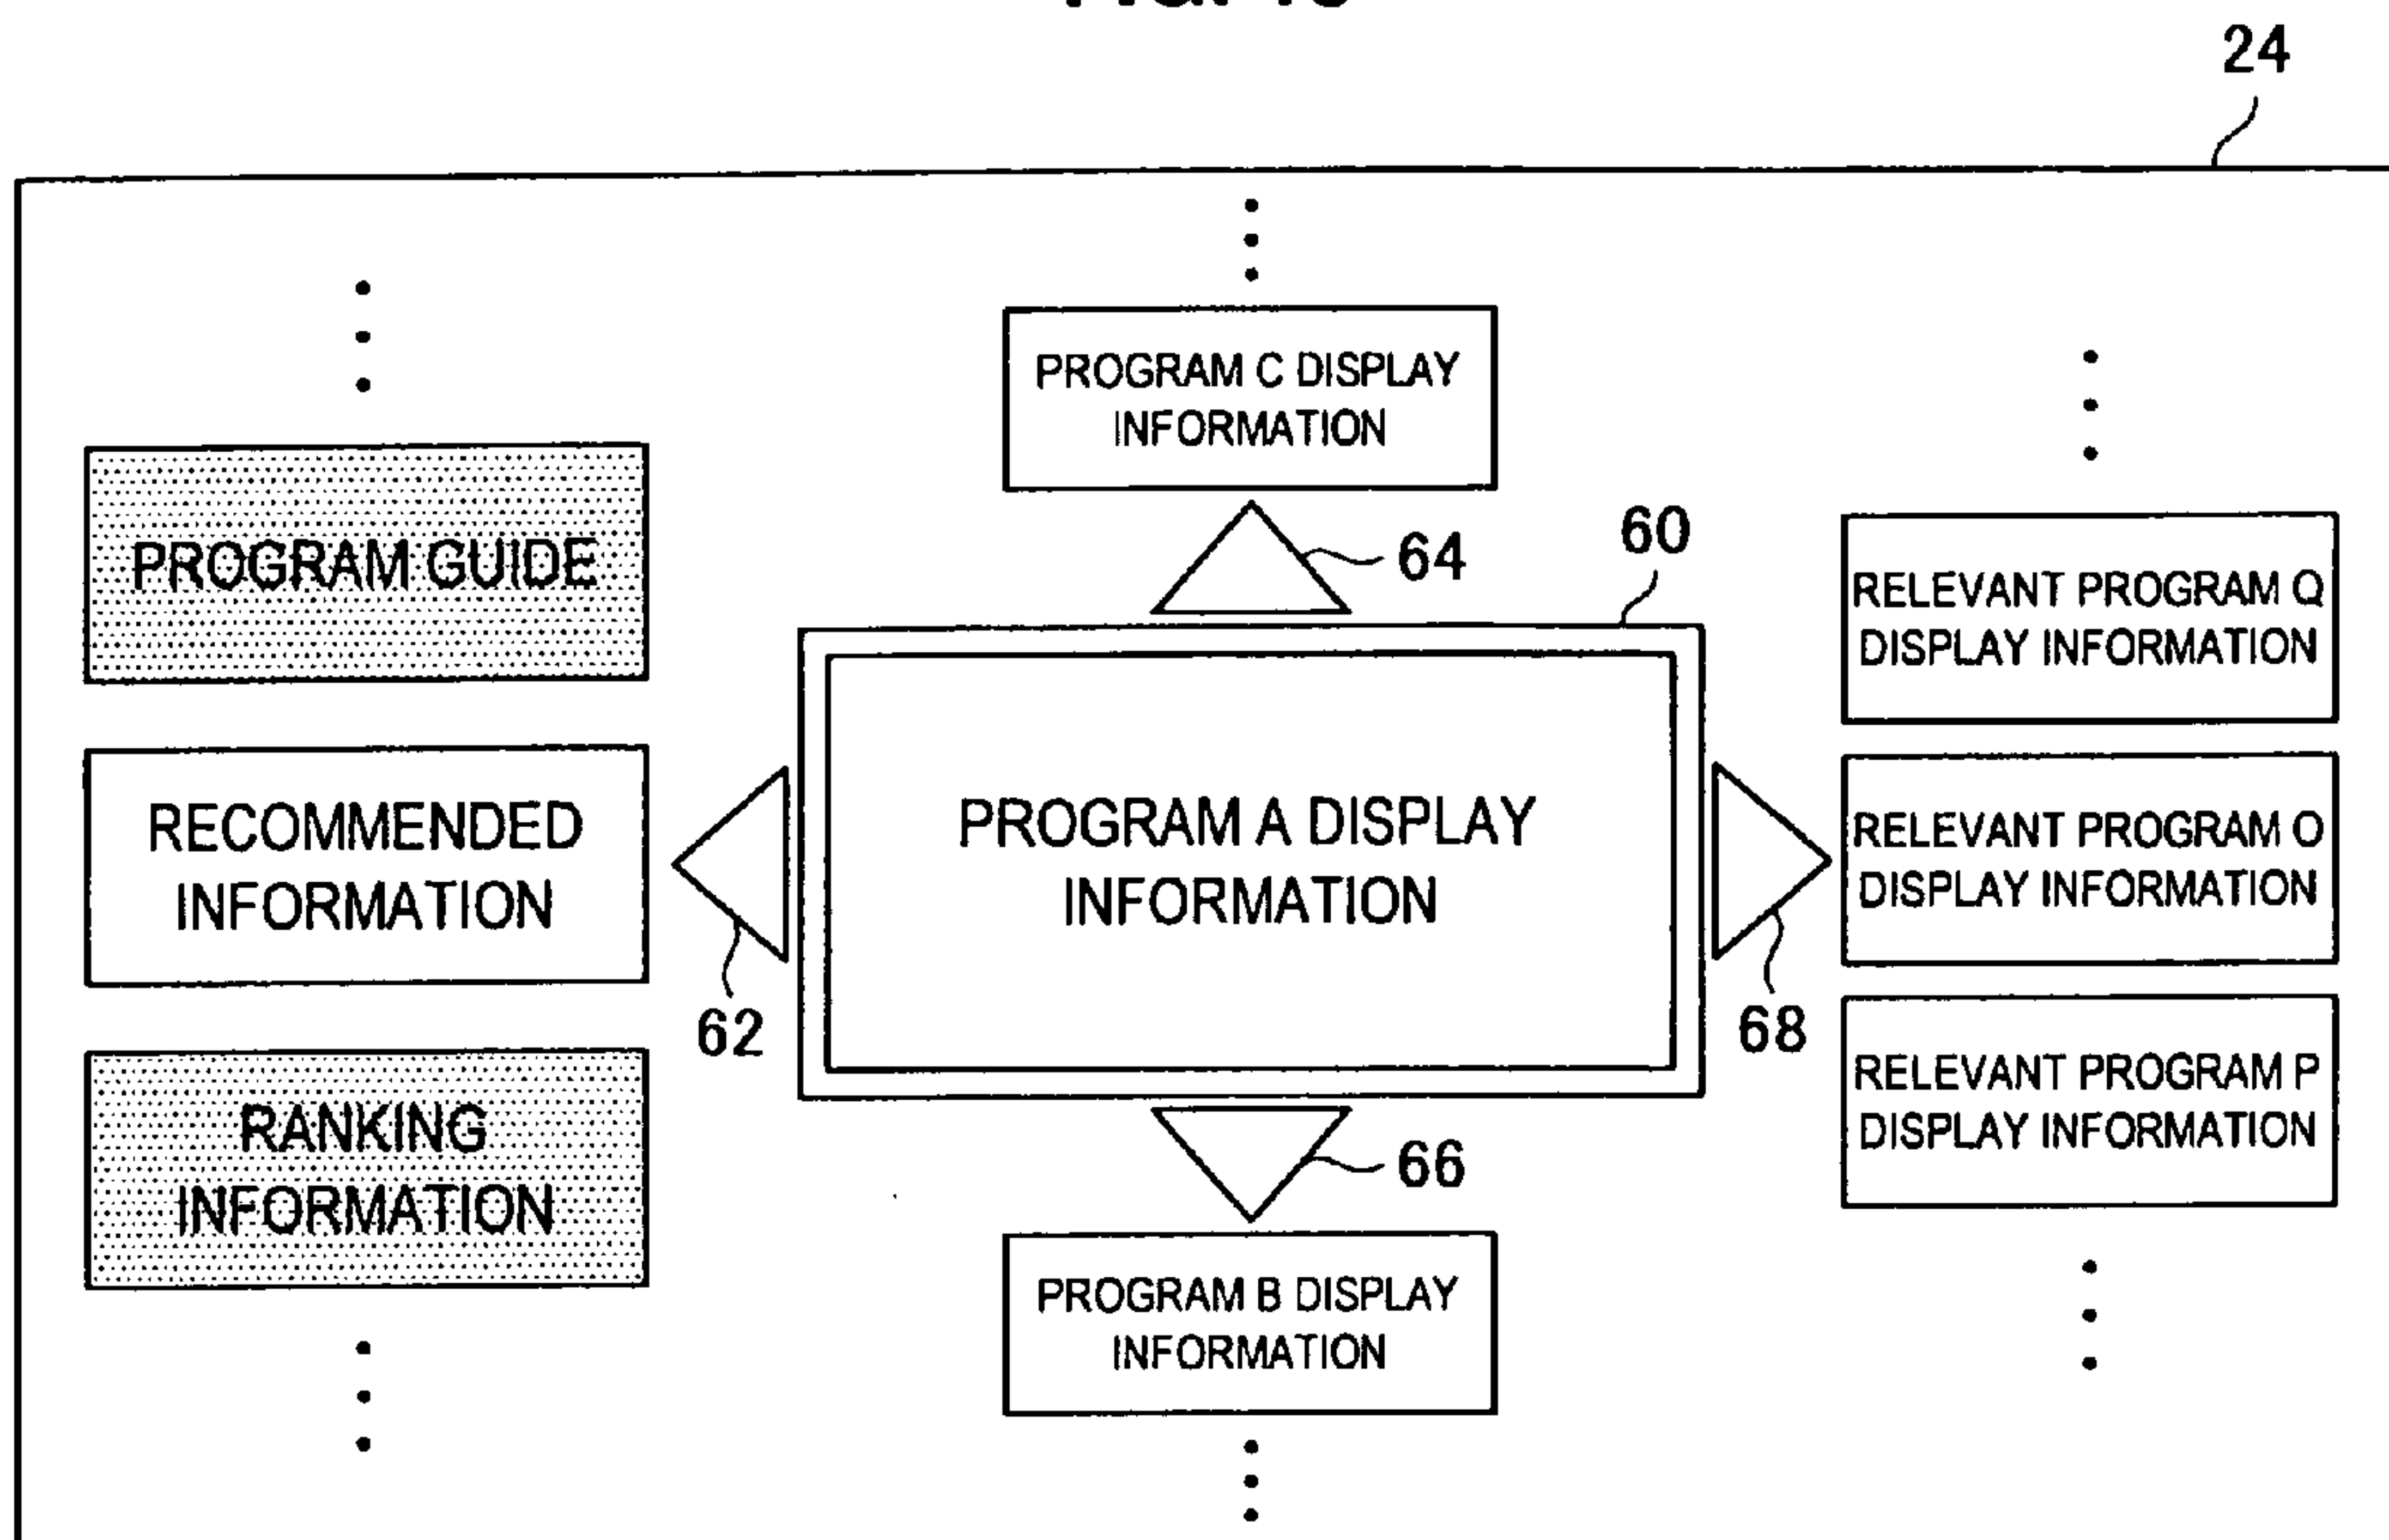 24
PROGRAM C DISPLAY
INFORMATION
64
60
PROGRAM GUIDE
RECOMMENDED
INFORMATION
RANKING
INFORMATION
62
PROGRAM A DISPLAY
INFORMATION
68
RELEVANT PROGRAM Q
DISPLAY INFORMATION
RELEVANT PROGRAM O
DISPLAY INFORMATION
RELEVANT PROGRAM P
DISPLAY INFORMATION
66
PROGRAM B DISPLAY
INFORMATION